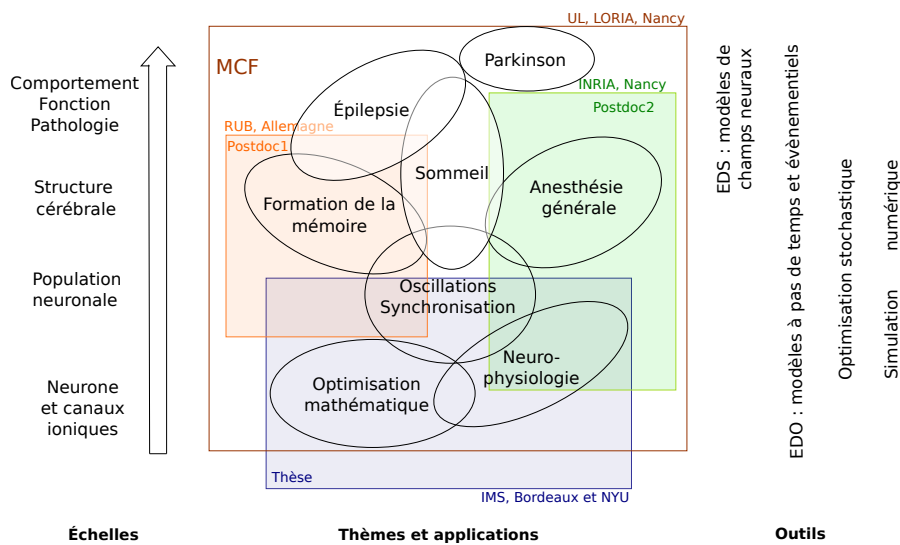 UL, LORIA, Nancy
MCF
Parkinson
Comportement
Fonction
Pathologie
Épilepsie
INRIA, Nancy
Postdoc2
RUB, Allemagne
Postdoc1
Sommeil
Structure
cérébrale
Formation de la
mémoire
Anesthésie
générale
Population
neuronale
Oscillations
Synchronisation
Neuro-
physiologie
Optimisation
mathématique
Neurone
et canaux
ioniques
Thèse
IMS, Bordeaux et NYU
EDS : modèles de
champs neuraux
EDO : modèles à pas de temps et évènementiels
Optimisation stochastique
Simulation numérique
Échelles
Thèmes et applications
Outils